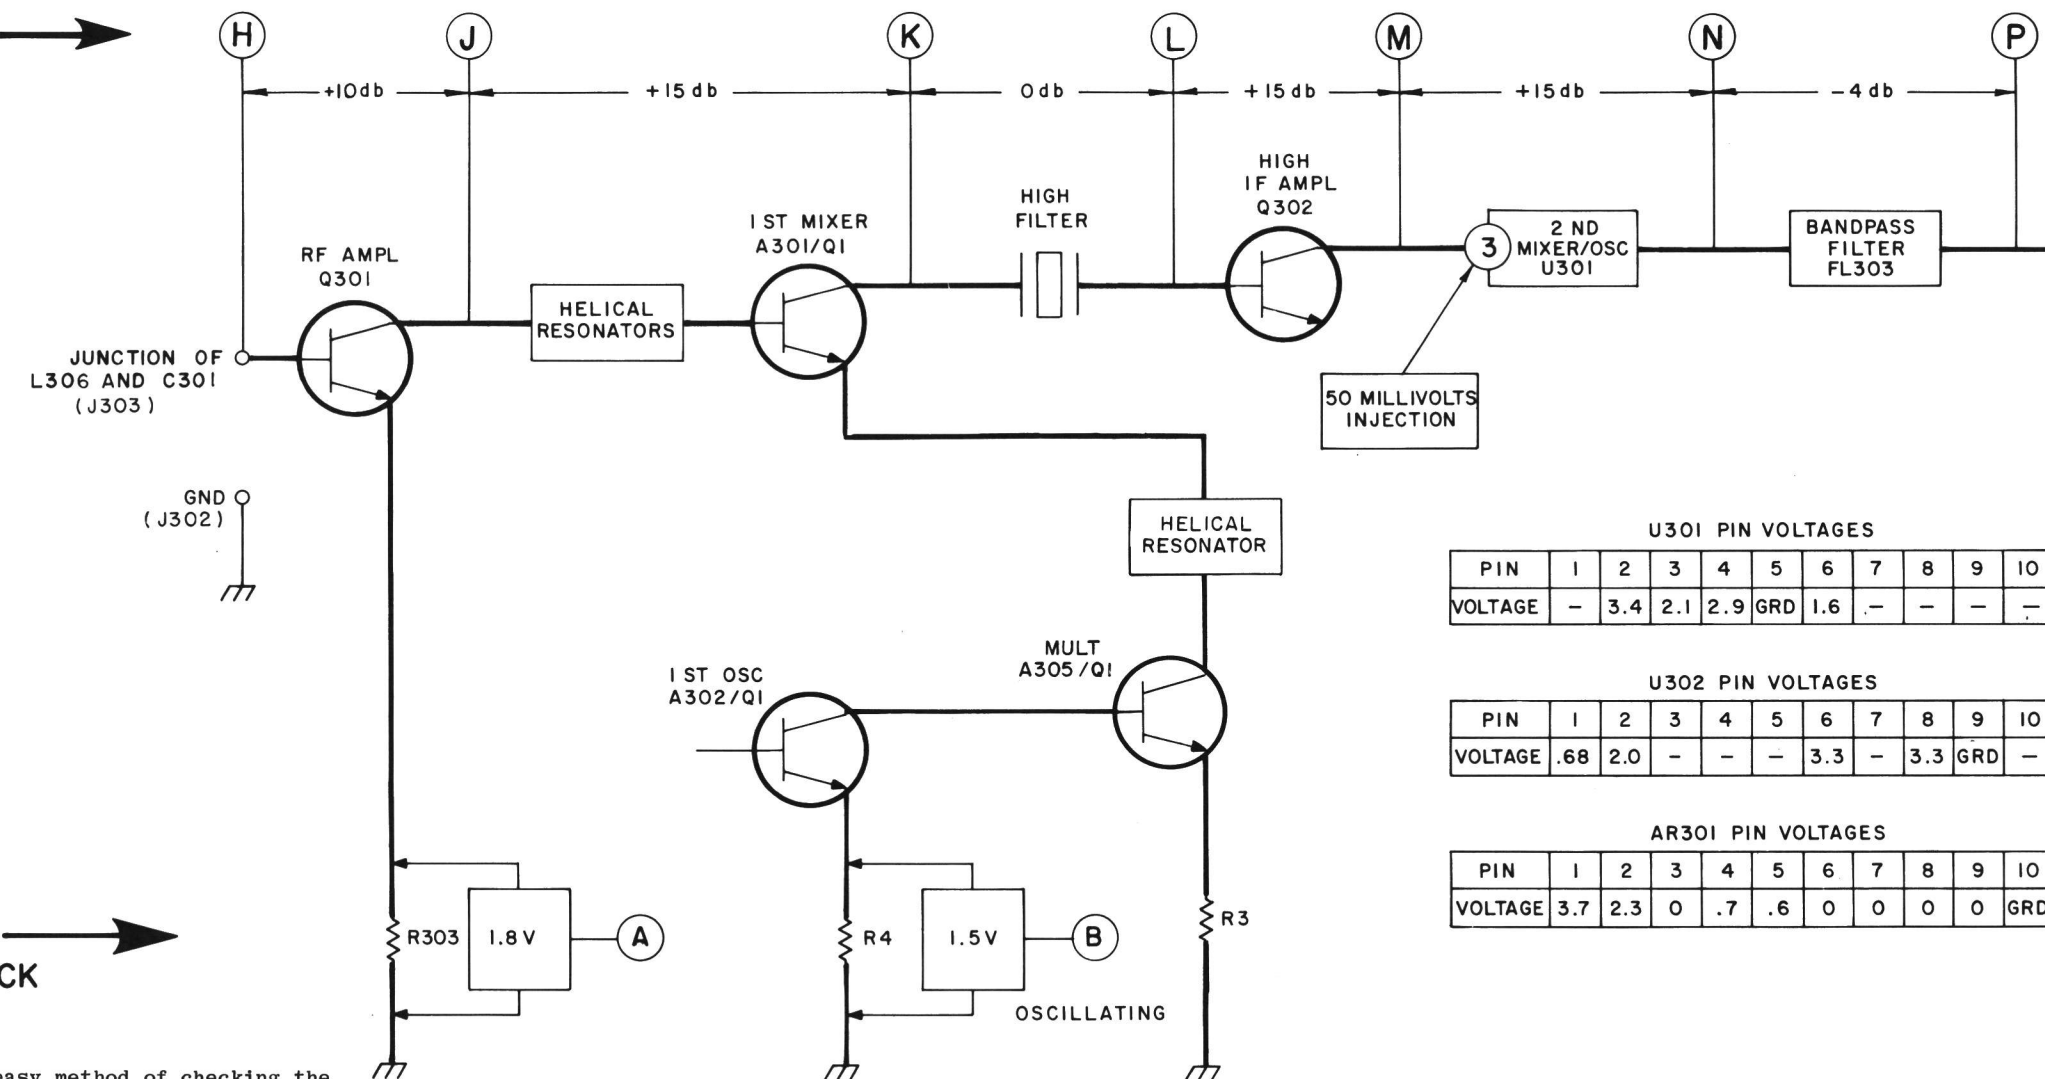 H J K L M N P
+10db +15db 0db +15db +15db -4db
HIGH
IF AMPL
Q302
HIGH
FILTER
1ST MIXER
A301/Q1
RF AMPL
Q301
HELICAL
RESONATORS
3
2ND
MIXER/OSC
U301
BANDPASS
FILTER
FL303
JUNCTION OF
L306 AND C301
(J303)
50 MILLIVOLTS
INJECTION
GND
(J302)
HELICAL
RESONATOR
1ST OSC
A302/Q1
MULT
A305/Q1
U301 PIN VOLTAGES
PIN 1 2 3 4 5 6 7 8 9 10
VOLTAGE - 3.4 2.1 2.9 GRD 1.6 - - - -
U302 PIN VOLTAGES
PIN 1 2 3 4 5 6 7 8 9 10
VOLTAGE .68 2.0 - - - 3.3 - 3.3 GRD -
AR301 PIN VOLTAGES
PIN 1 2 3 4 5 6 7 8 9 10
VOLTAGE 3.7 2.3 0 .7 .6 0 0 0 0 GRD
R303 1.8V A
R4 1.5V B
R3
OSCILLATING
CK
easy method of checking the